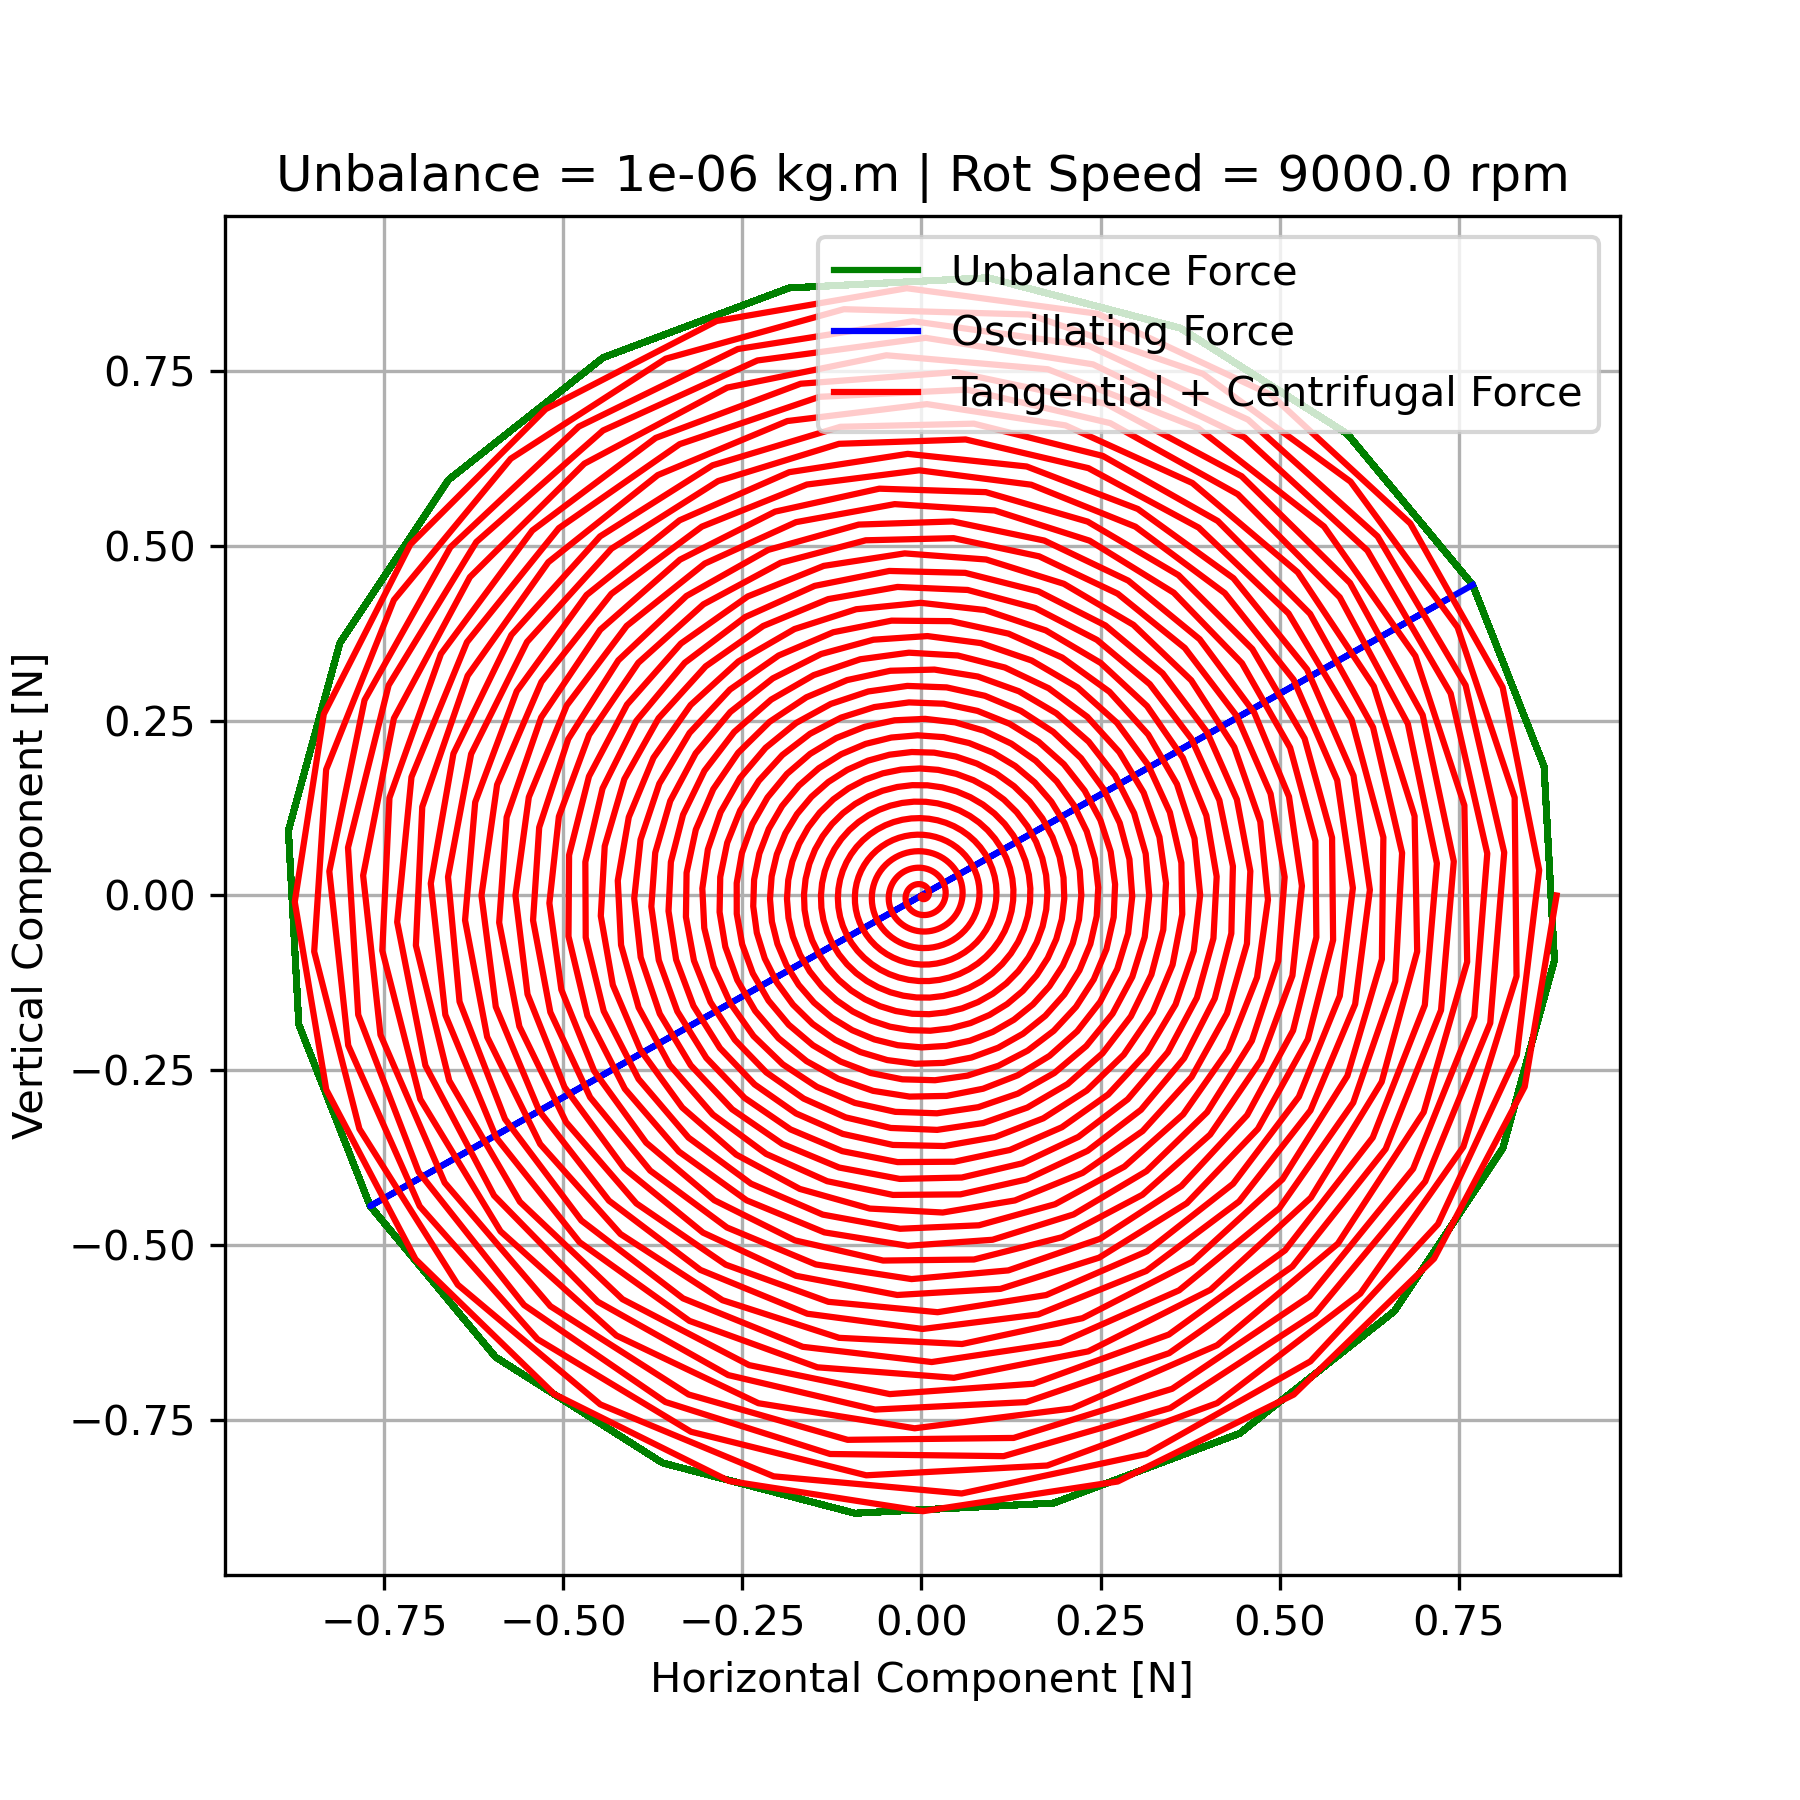 Unbalance = 1e-06 kg.m | Rot Speed = 9000.0 rpm
Unbalance Force
Oscillating Force
Tangential + Centrifugal Force
Vertical Component [N]
0.75
0.50
0.25
0.00
−0.25
−0.50
−0.75
−0.75 −0.50 −0.25 0.00 0.25 0.50 0.75
Horizontal Component [N]